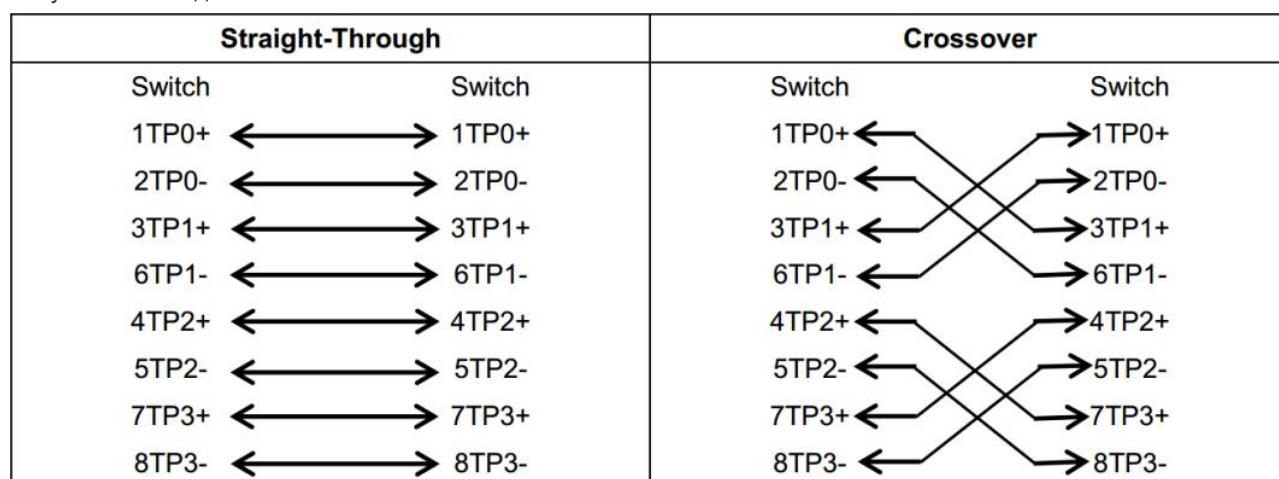 Straight-Through Crossover
Switch Switch Switch Switch
1TP0+ 1TP0+ 1TP0+ 1TP0+
2TP0- 2TP0- 2TP0- 2TP0-
3TP1+ 3TP1+ 3TP1+ 3TP1+
6TP1- 6TP1- 6TP1- 6TP1-
4TP2+ 4TP2+ 4TP2+ 4TP2+
5TP2- 5TP2- 5TP2- 5TP2-
7TP3+ 7TP3+ 7TP3+ 7TP3+
8TP3- 8TP3- 8TP3- 8TP3-